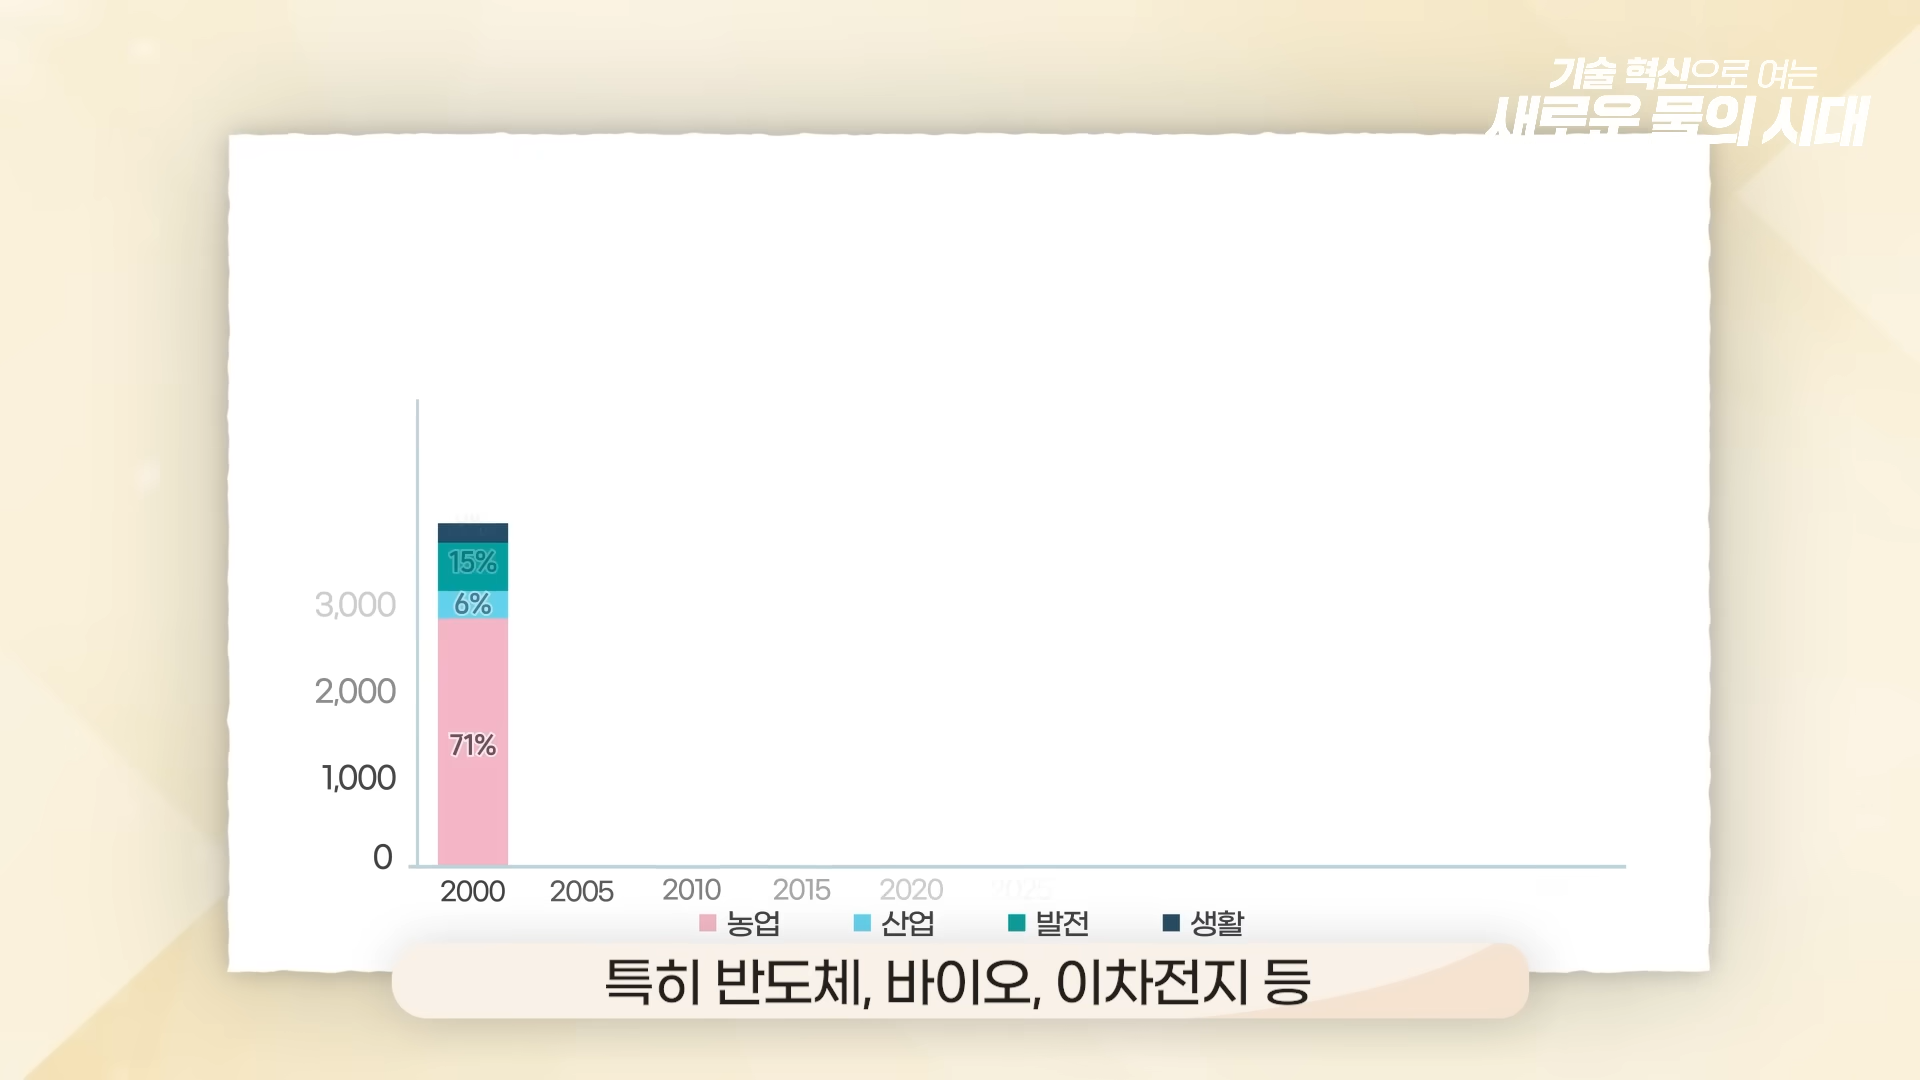 기술 혁신으로 여는
새로운 물의 시대
15%
6%
71%
3,000
2,000
1,000
0
2000 2005 2010 2015 2020 2025
농업 산업 발전 생활
특히 반도체, 바이오, 이차전지 등